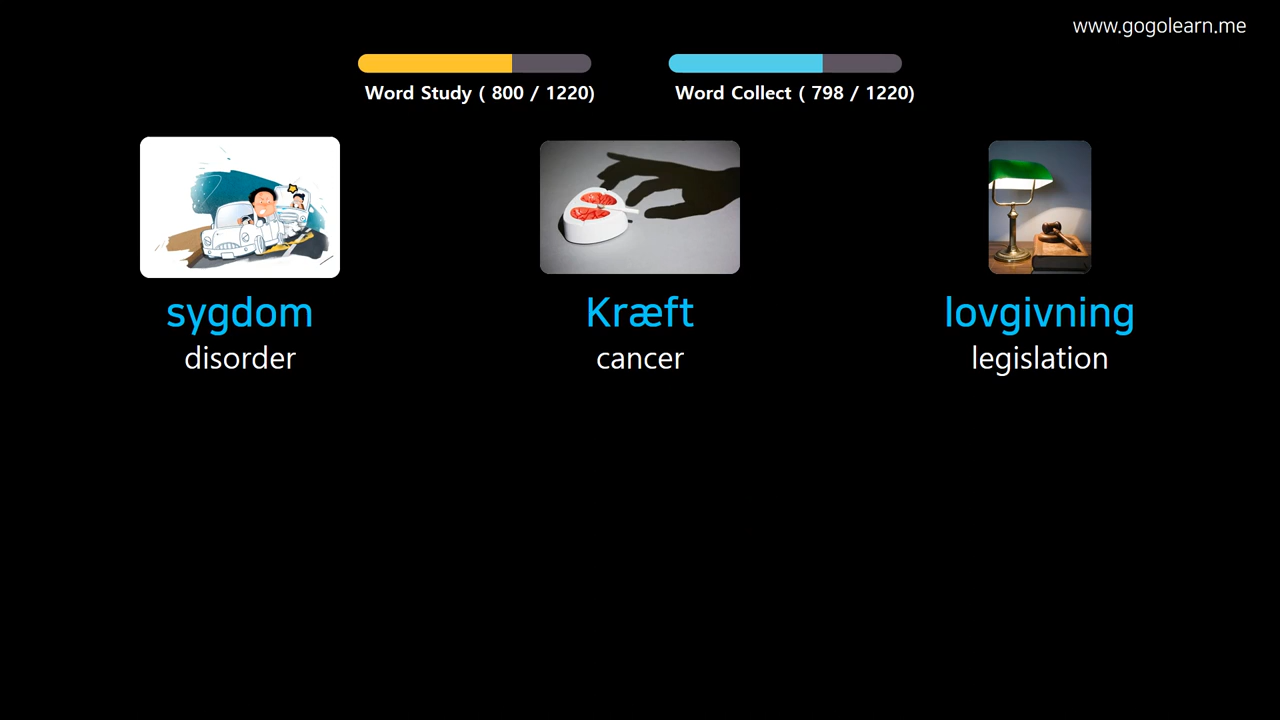 www.gogolearn.me
Word Study ( 800 / 1220)
Word Collect ( 798 / 1220)
sygdom
disorder
Kræft
cancer
lovgivning
legislation